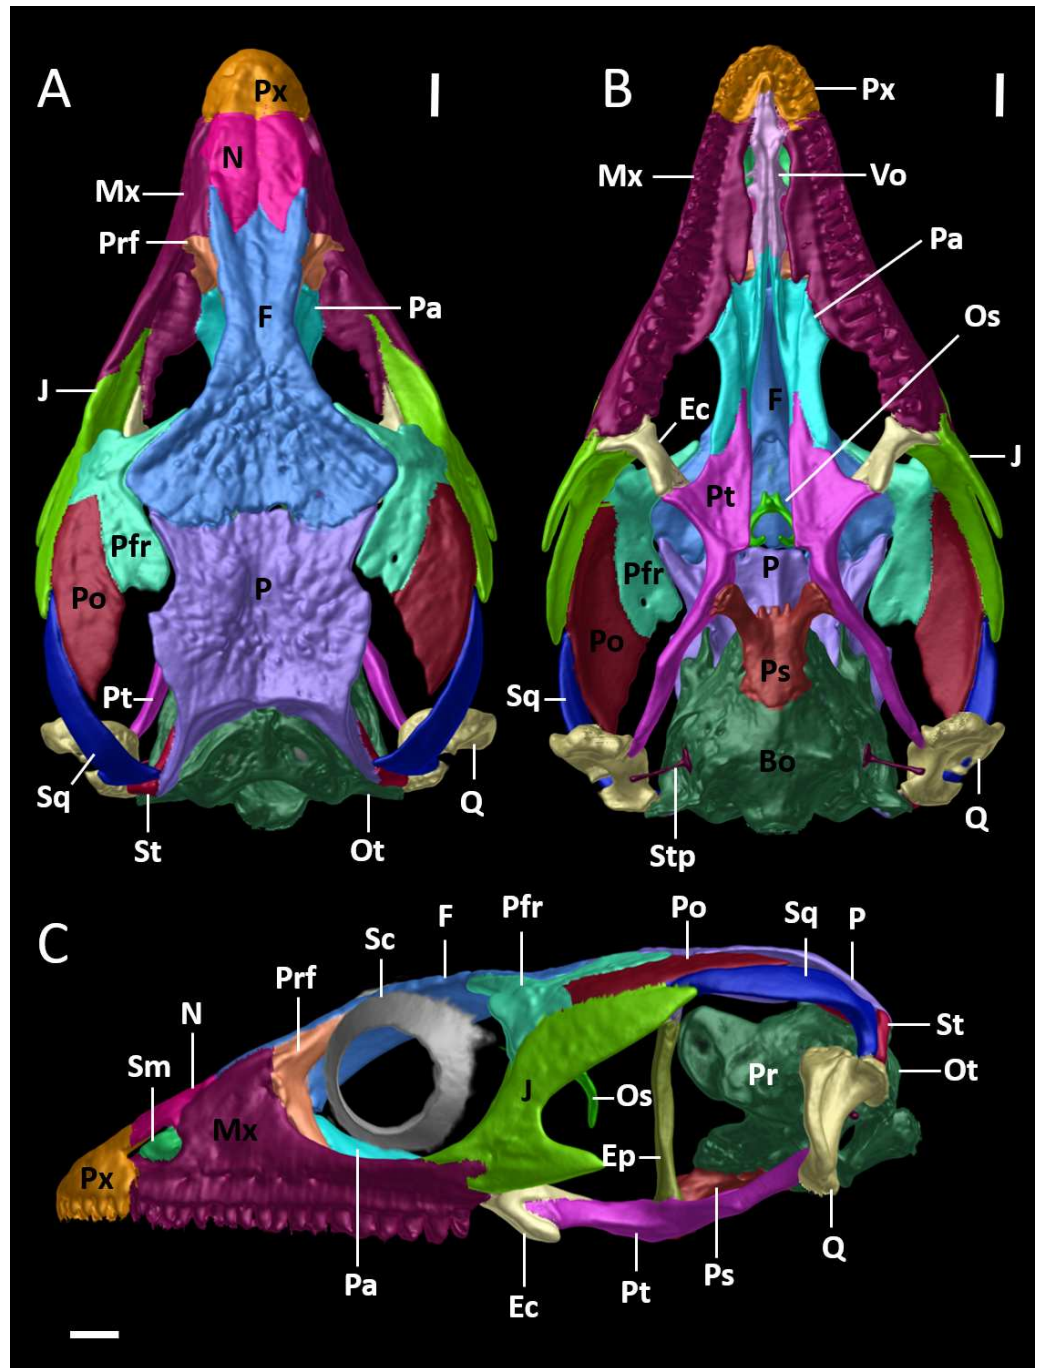 A
Px
N
Mx
Prf
F
Pa
J
Pfr
Po
P
Pt
Sq
Q
St
Ot
B
Px
Mx
Vo
Pa
Os
Ec
F
J
Pt
Pfr
P
Po
Ps
Sq
Bo
Q
Stp
C
F
Pfr
Po
Sq
P
Sc
Prf
N
St
Sm
Pr
Ot
J
Os
Mx
Ep
Px
Q
Pa
Ec
Pt
Ps